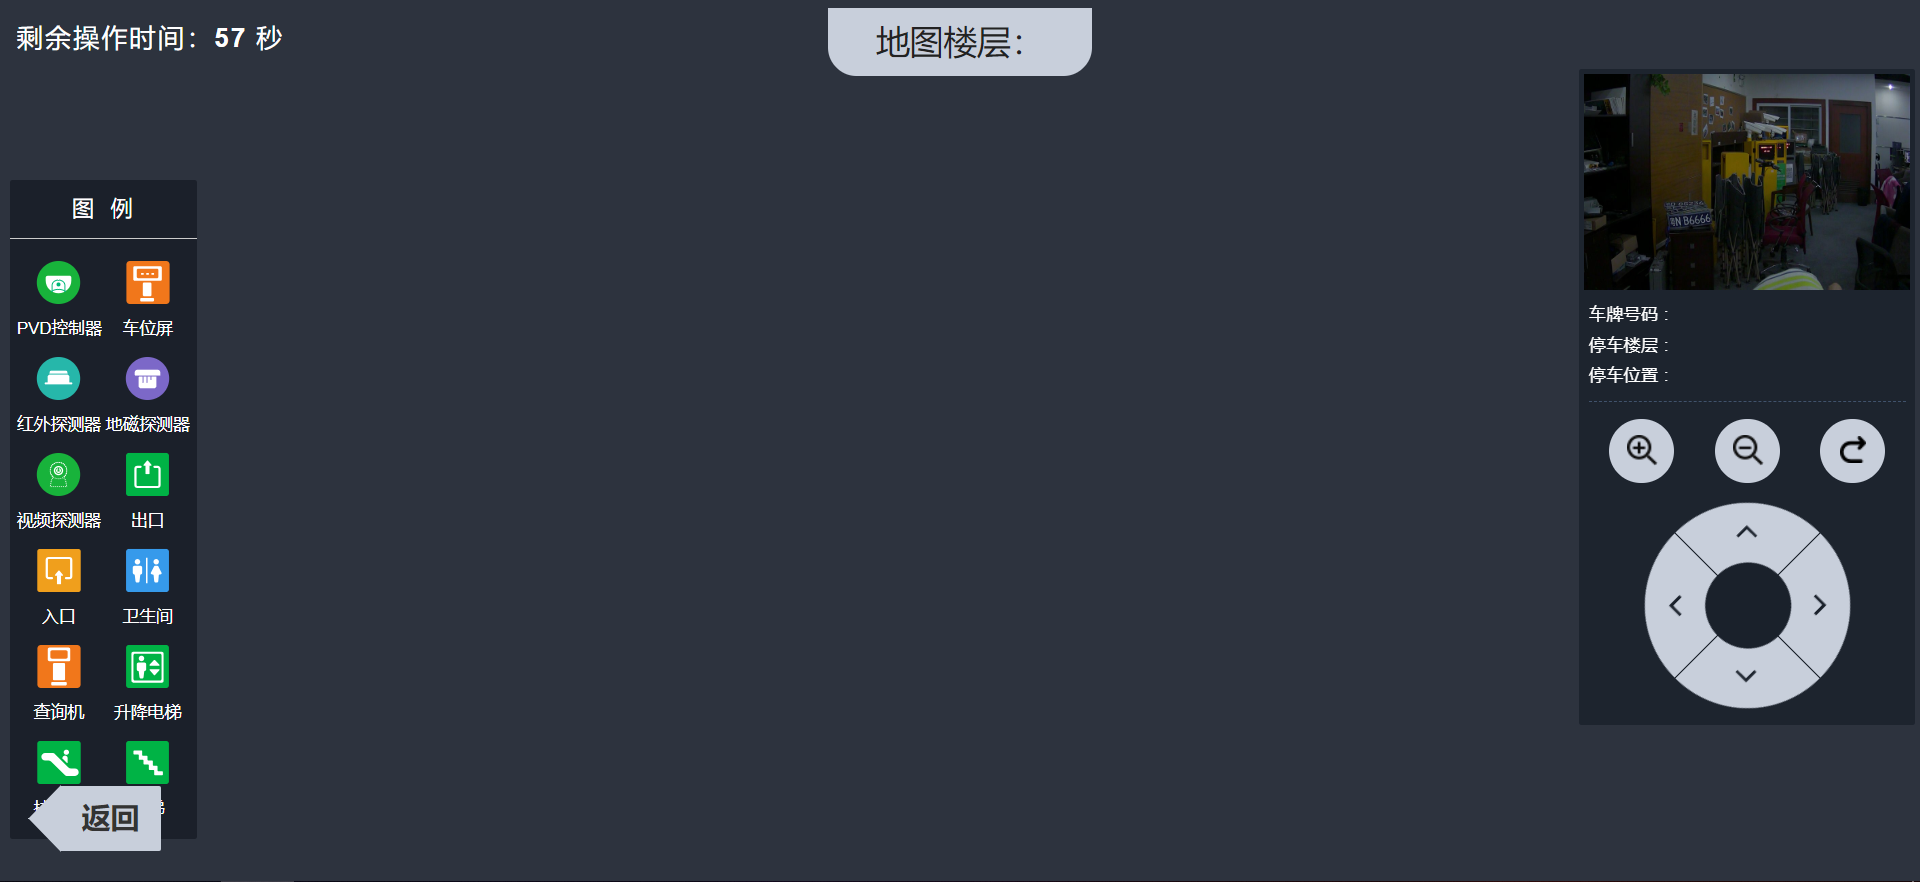 剩余操作时间：57 秒
地图楼层：
图 例
PVD控制器
车位屏
红外探测器
地磁探测器
视频探测器
出口
入口
卫生间
查询机
升降电梯
返回
N B6666
车牌号码：
停车楼层：
停车位置：